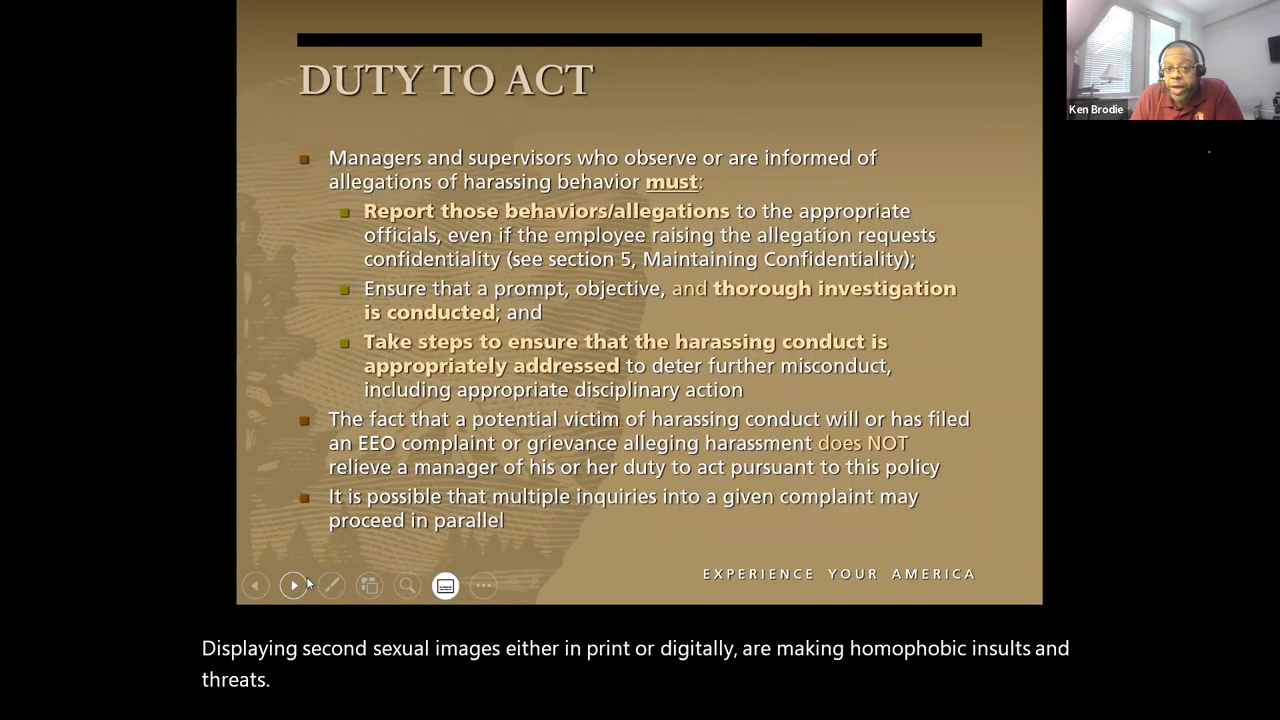 DUTY TO ACT
Ken Brodie
Managers and supervisors who observe or are informed of
allegations of harassing behavior must:
Report those behaviors/allegations to the appropriate
officials, even if the employee raising the allegation requests
confidentiality (see section 5, Maintaining Confidentiality);
Ensure that a prompt, objective, and thorough investigation
is conducted; and
Take steps to ensure that the harassing conduct is
appropriately addressed to deter further misconduct,
including appropriate disciplinary action
The fact that a potential victim of harassing conduct will or has filed
an EEO complaint or grievance alleging harassment does NOT
relieve a manager of his or her duty to act pursuant to this policy
It is possible that multiple inquiries into a given complaint may
proceed in parallel
EXPERIENCE YOUR AMERICA
Displaying second sexual images either in print or digitally, are making homophobic insults and
threats.